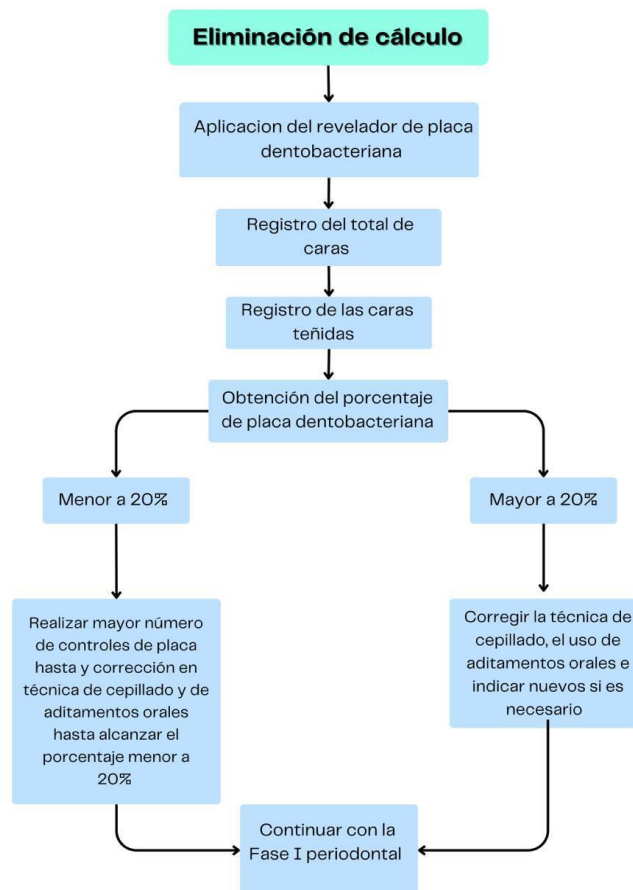 Eliminación de cálculo
Aplicacion del revelador de placa
dentobacteriana
Registro del total de
caras
Registro de las caras
teñidas
Obtención del porcentaje
de placa dentobacteriana
Menor a 20%
Mayor a 20%
Realizar mayor número
de controles de placa
hasta y corrección en
técnica de cepillado y de
aditamentos orales
hasta alcanzar el
porcentaje menor a
20%
Corregir la técnica de
cepillado, el uso de
aditamentos orales e
indicar nuevos si es
necesario
Continuar con la
Fase I periodontal